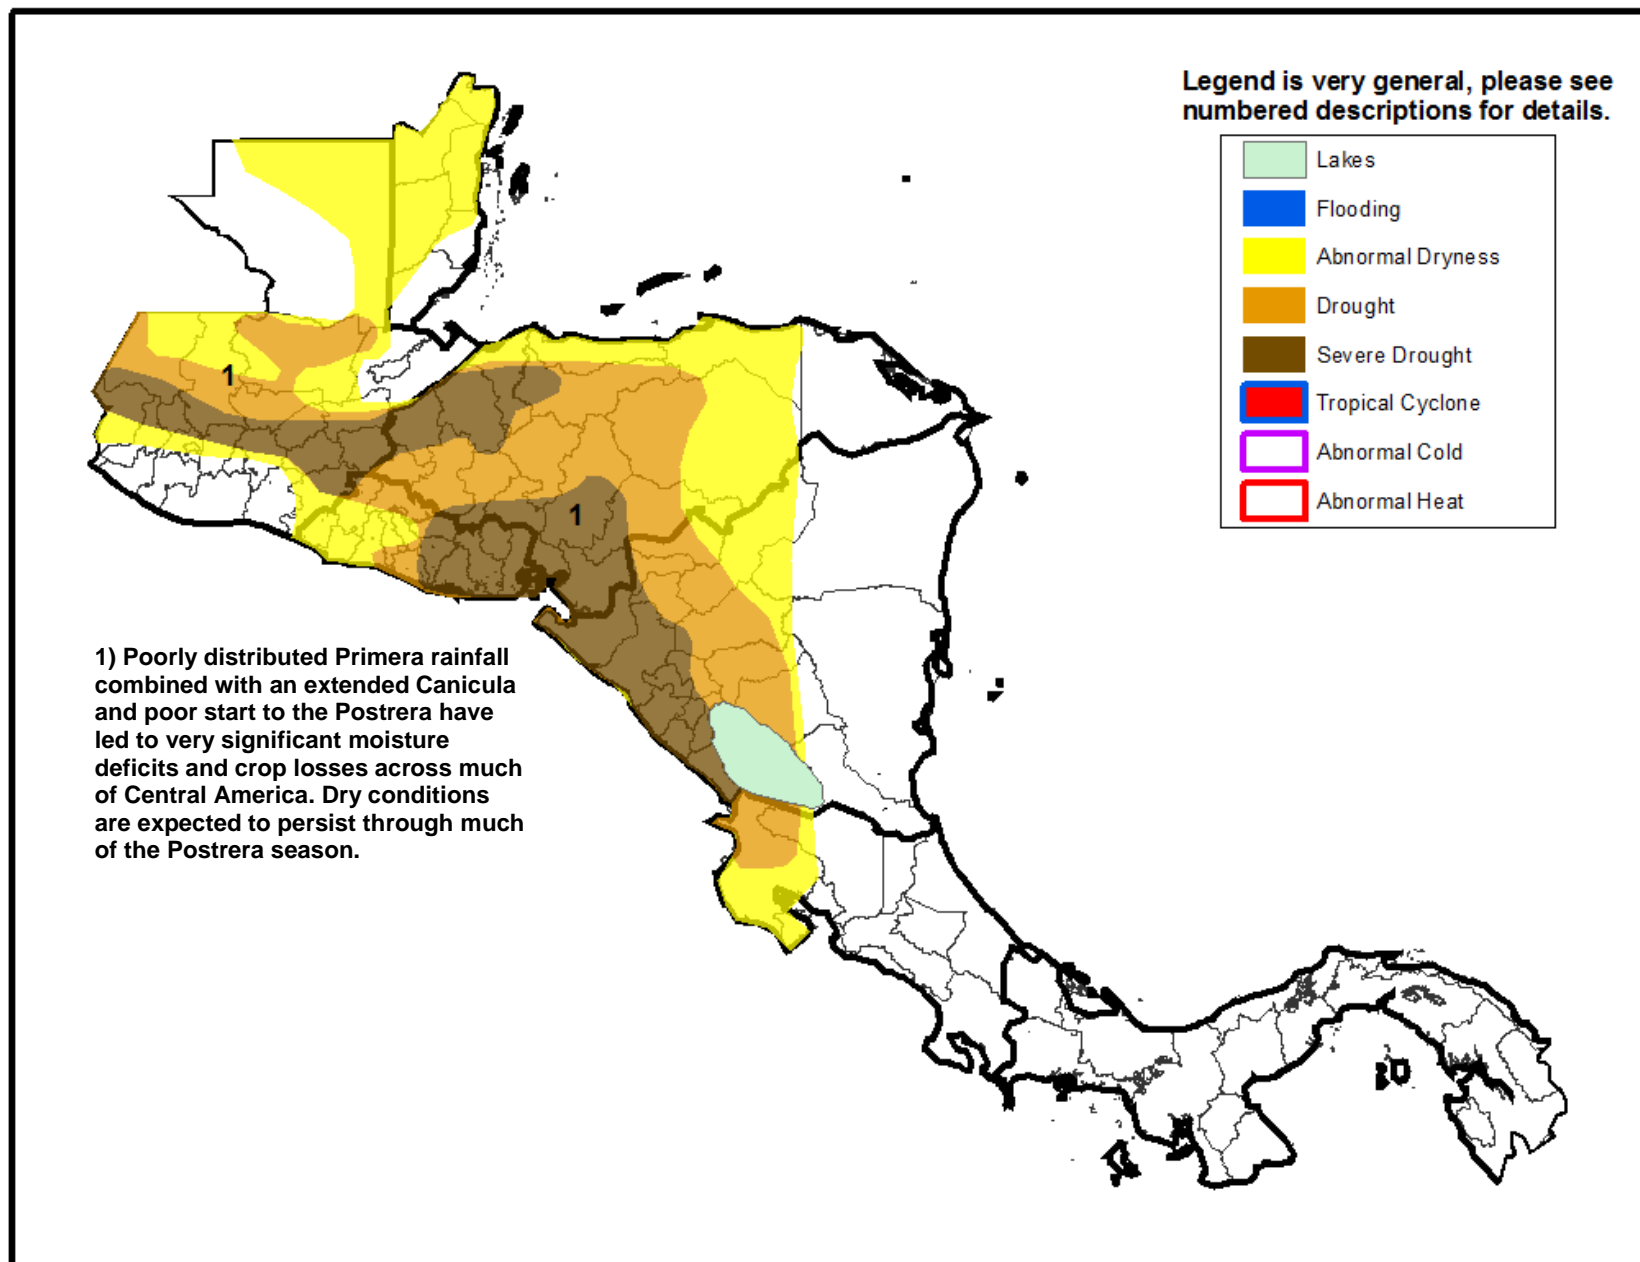 Legend is very general, please see
numbered descriptions for details.
Lakes
Flooding
Abnormal Dryness
Drought
Severe Drought
Tropical Cyclone
Abnormal Cold
Abnormal Heat
1
1
1) Poorly distributed Primera rainfall
combined with an extended Canicula
and poor start to the Postrera have
led to very significant moisture
deficits and crop losses across much
of Central America. Dry conditions
are expected to persist through much
of the Postrera season.